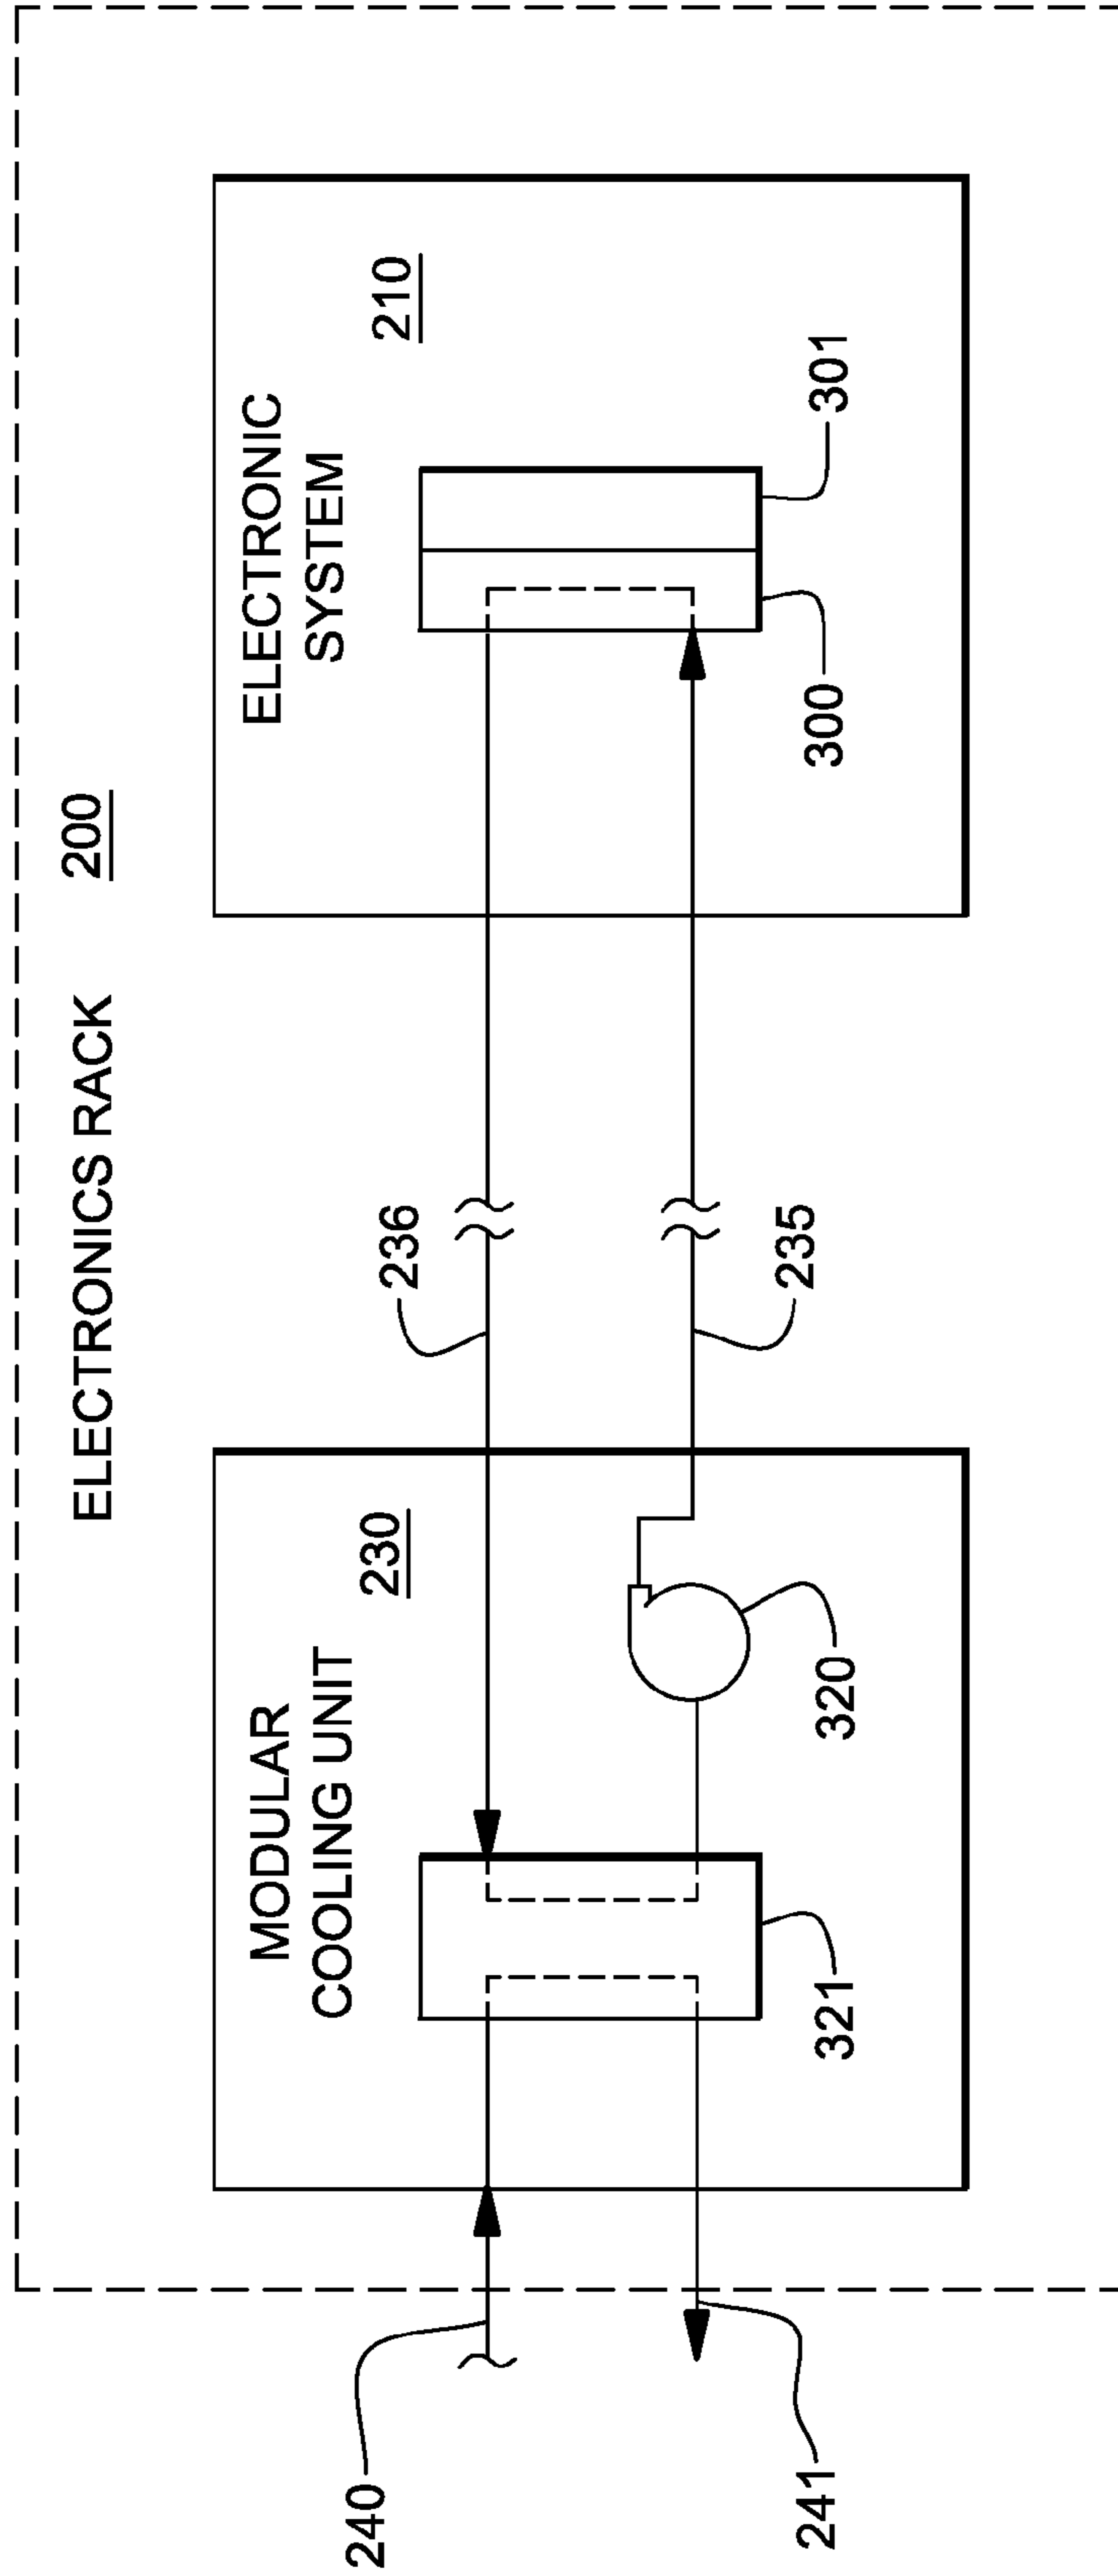 ELECTRONICS RACK 200
MODULAR
COOLING UNIT
230
ELECTRONIC
SYSTEM
210
240
236
241
321
320
235
300
301